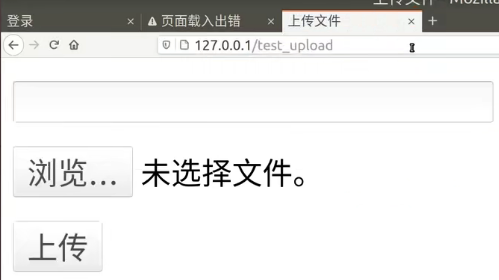 登录 × 页面载入出错 × 上传文件 × +
127.0.0.1/test_upload
浏览... 未选择文件。
上传